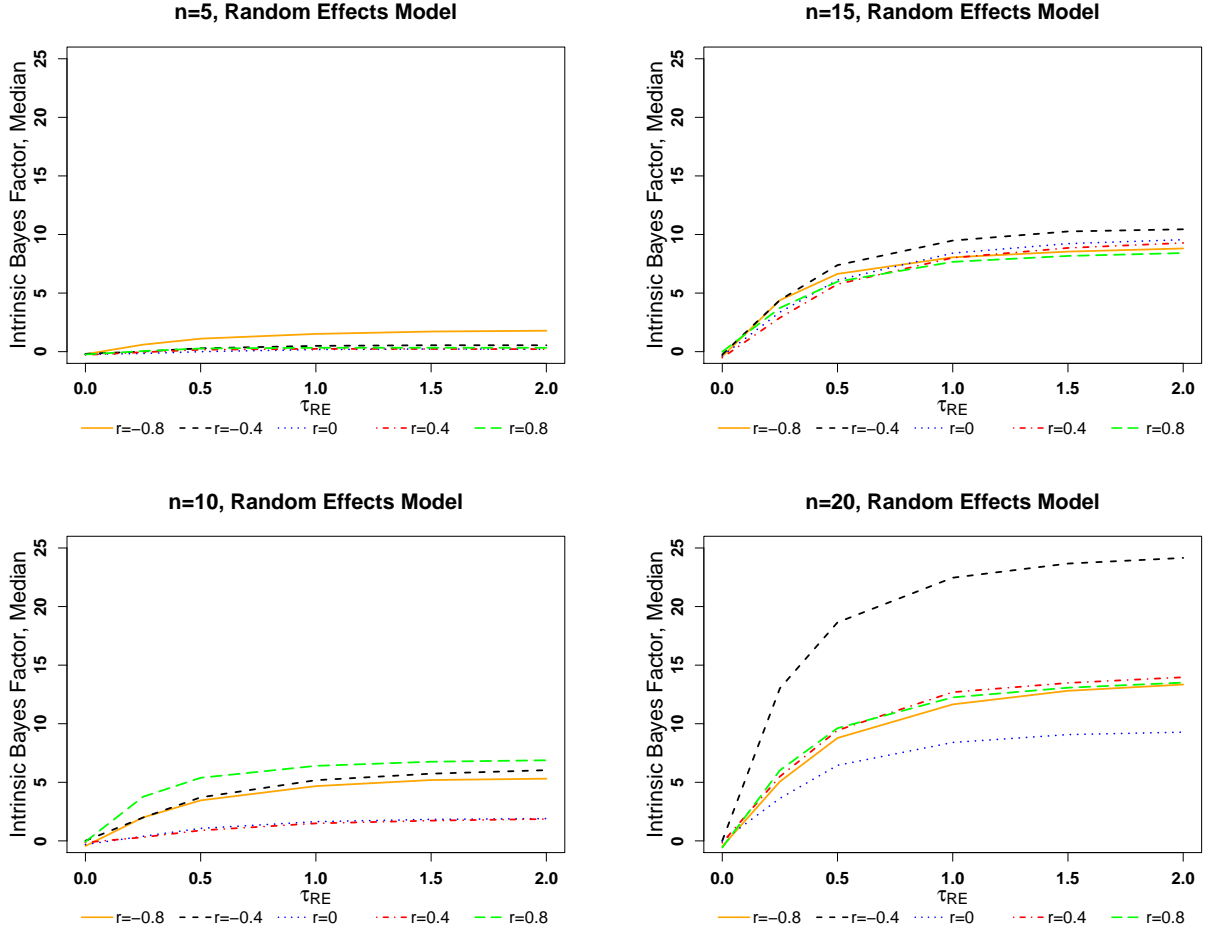 n=5, Random Effects Model
Intrinsic Bayes Factor, Median
25
20
15
10
5
0
0.0 0.5 1.0 1.5 2.0
τRE
r=−0.8 r=−0.4 r=0 r=0.4 r=0.8
n=15, Random Effects Model
Intrinsic Bayes Factor, Median
25
20
15
10
5
0
0.0 0.5 1.0 1.5 2.0
τRE
r=−0.8 r=−0.4 r=0 r=0.4 r=0.8
n=10, Random Effects Model
Intrinsic Bayes Factor, Median
25
20
15
10
5
0
0.0 0.5 1.0 1.5 2.0
τRE
r=−0.8 r=−0.4 r=0 r=0.4 r=0.8
n=20, Random Effects Model
Intrinsic Bayes Factor, Median
25
20
15
10
5
0
0.0 0.5 1.0 1.5 2.0
τRE
r=−0.8 r=−0.4 r=0 r=0.4 r=0.8